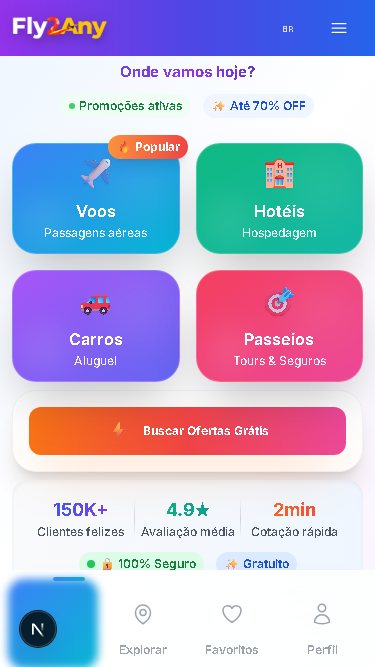 Fly2Any
BR
Onde vamos hoje?
Promoções ativas
Até 70% OFF
Popular
Voos
Passagens aéreas
Hotéis
Hospedagem
Carros
Aluguel
Passeios
Tours & Seguros
Buscar Ofertas Grátis
150K+
Clientes felizes
4.9★
Avaliação média
2min
Cotação rápida
100% Seguro
Gratuito
N
Explorar
Favoritos
Perfil